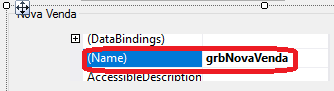 Nova Venda
(DataBindings)
(Name) grbNovaVenda
AccessibleDescription